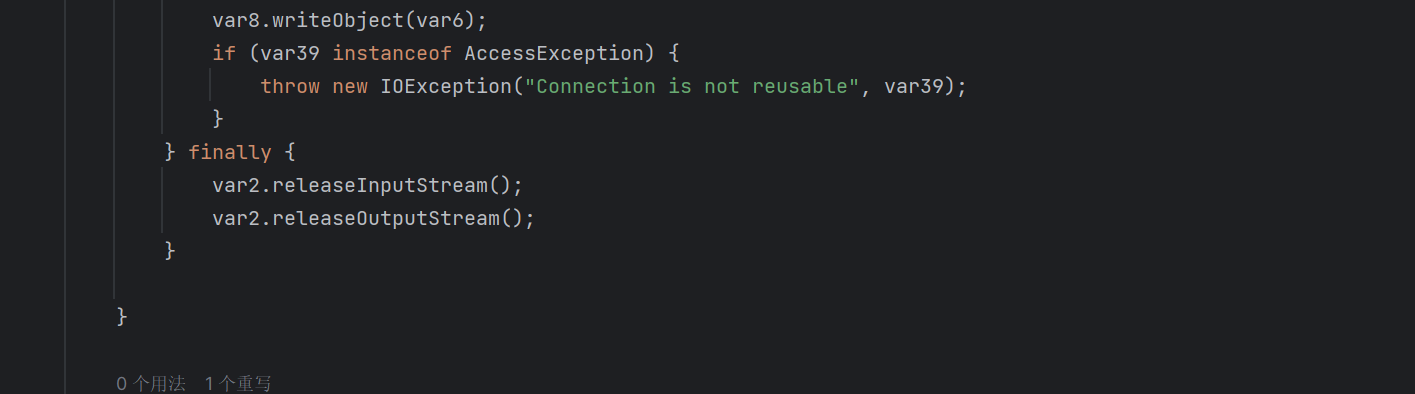 var8.writeObject(var6);
if (var39 instanceof AccessException) {
throw new IOException("Connection is not reusable", var39);
}
} finally {
var2.releaseInputStream();
var2.releaseOutputStream();
}
}
0 个用法 1 个重写